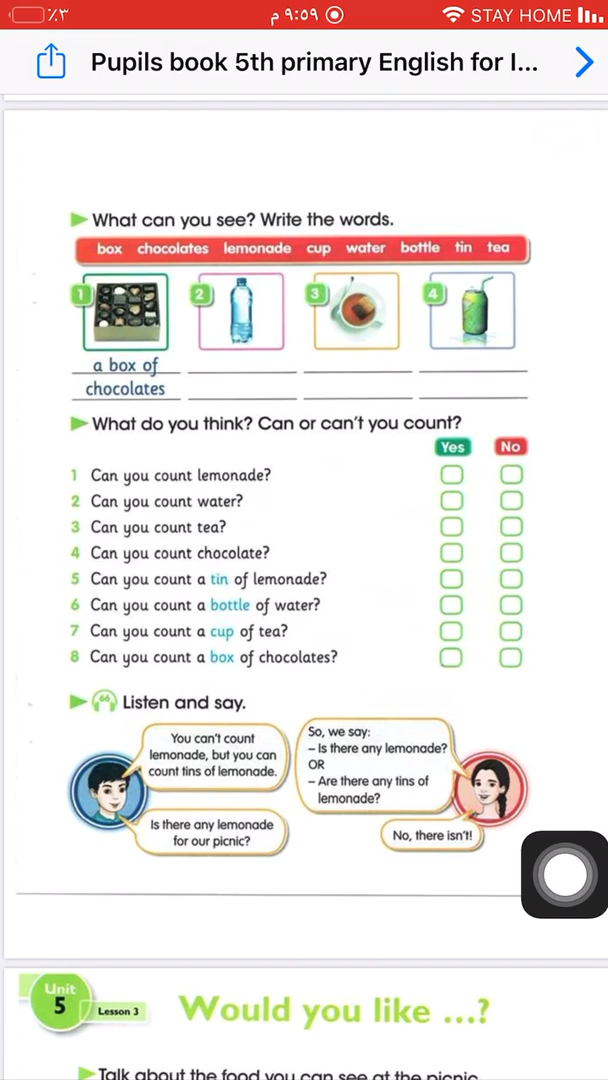 ٪٣
٩:٥٩ م
STAY HOME
Pupils book 5th primary English for I...
What can you see? Write the words.
box chocolates lemonade cup water bottle tin tea
1
2
3
4
a box of
chocolates
What do you think? Can or can't you count?
Yes No
1 Can you count lemonade?
2 Can you count water?
3 Can you count tea?
4 Can you count chocolate?
5 Can you count a tin of lemonade?
6 Can you count a bottle of water?
7 Can you count a cup of tea?
8 Can you count a box of chocolates?
66 Listen and say.
You can't count
lemonade, but you can
count tins of lemonade.
So, we say:
– Is there any lemonade?
OR
– Are there any tins of
lemonade?
Is there any lemonade
for our picnic?
No, there isn't!
Unit
5
Lesson 3
Would you like ...?
Talk about the food you can see at the picnic